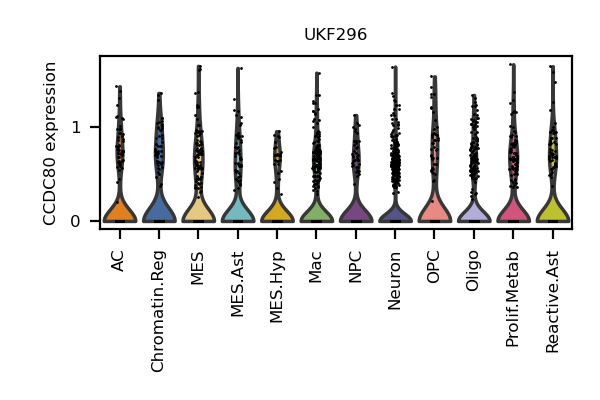 UKF296
CCDC80 expression
1
0
AC
Chromatin.Reg
MES
MES.Ast
MES.Hyp
Mac
NPC
Neuron
OPC
Oligo
Prolif.Metab
Reactive.Ast